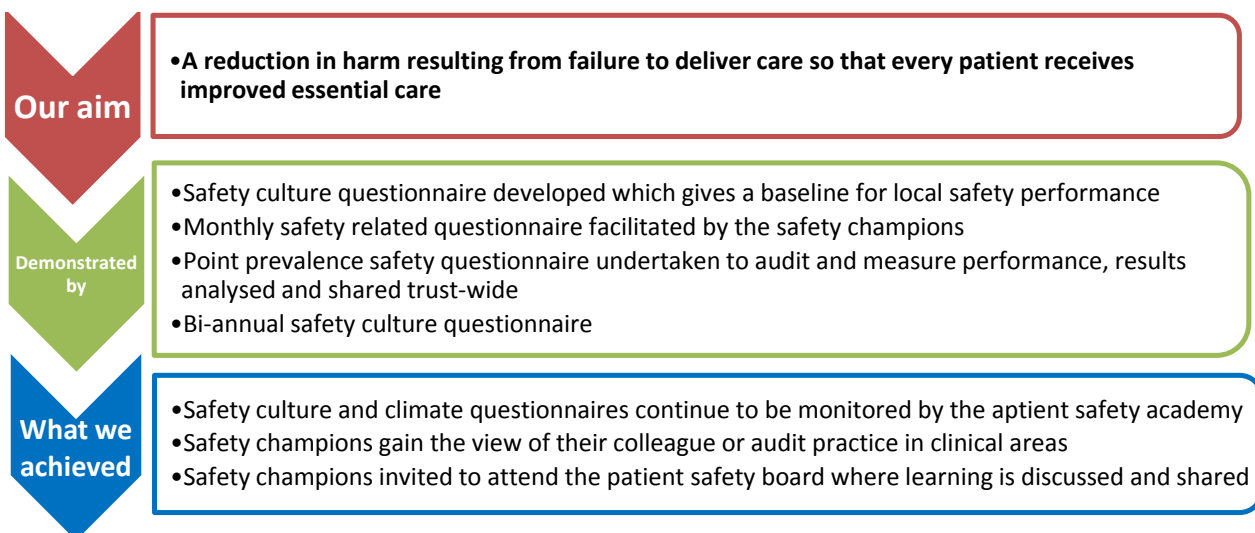 Our aim
•A reduction in harm resulting from failure to deliver care so that every patient receives
improved essential care
Demonstrated
by
•Safety culture questionnaire developed which gives a baseline for local safety performance
•Monthly safety related questionnaire facilitated by the safety champions
•Point prevalence safety questionnaire undertaken to audit and measure performance, results
analysed and shared trust-wide
•Bi-annual safety culture questionnaire
What we
achieved
•Safety culture and climate questionnaires continue to be monitored by the aptient safety academy
•Safety champions gain the view of their colleague or audit practice in clinical areas
•Safety champions invited to attend the patient safety board where learning is discussed and shared